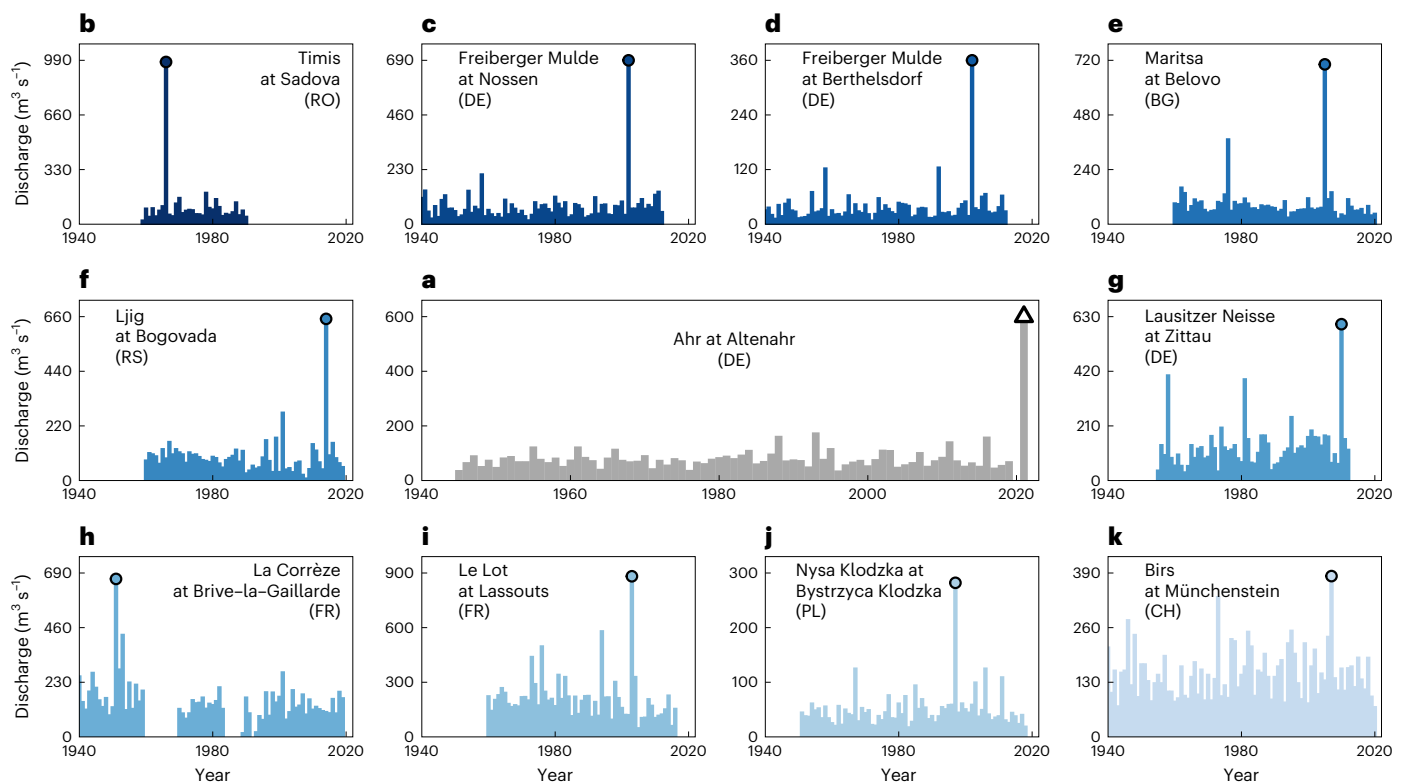 b
Discharge (m³ s⁻¹)
990
660
330
0
Timis
at Sadova
(RO)
1940
1980
2020
c
690
460
230
0
Freiberger Mulde
at Nossen
(DE)
1940
1980
2020
d
360
240
120
0
Freiberger Mulde
at Berthelsdorf
(DE)
1940
1980
2020
e
720
480
240
0
Maritsa
at Belovo
(BG)
1940
1980
2020
f
Discharge (m³ s⁻¹)
660
440
220
0
Ljig
at Bogovada
(RS)
1940
1980
2020
a
600
400
200
0
Ahr at Altenahr
(DE)
1940
1960
1980
2000
2020
g
630
420
210
0
Lausitzer Neisse
at Zittau
(DE)
1940
1980
2020
h
Discharge (m³ s⁻¹)
690
460
230
0
La Corrèze
at Brive–la–Gaillarde
(FR)
1940
1980
2020
Year
i
900
600
300
0
Le Lot
at Lassouts
(FR)
1940
1980
2020
Year
j
300
200
100
0
Nysa Klodzka at
Bystrzyca Klodzka
(PL)
1940
1980
2020
Year
k
390
260
130
0
Birs
at Münchenstein
(CH)
1940
1980
2020
Year